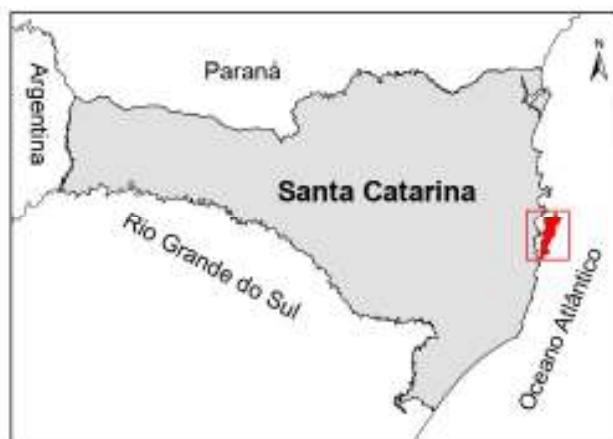 N
Paraná
Argentina
Santa Catarina
Rio Grande do Sul
Oceano Atlântico